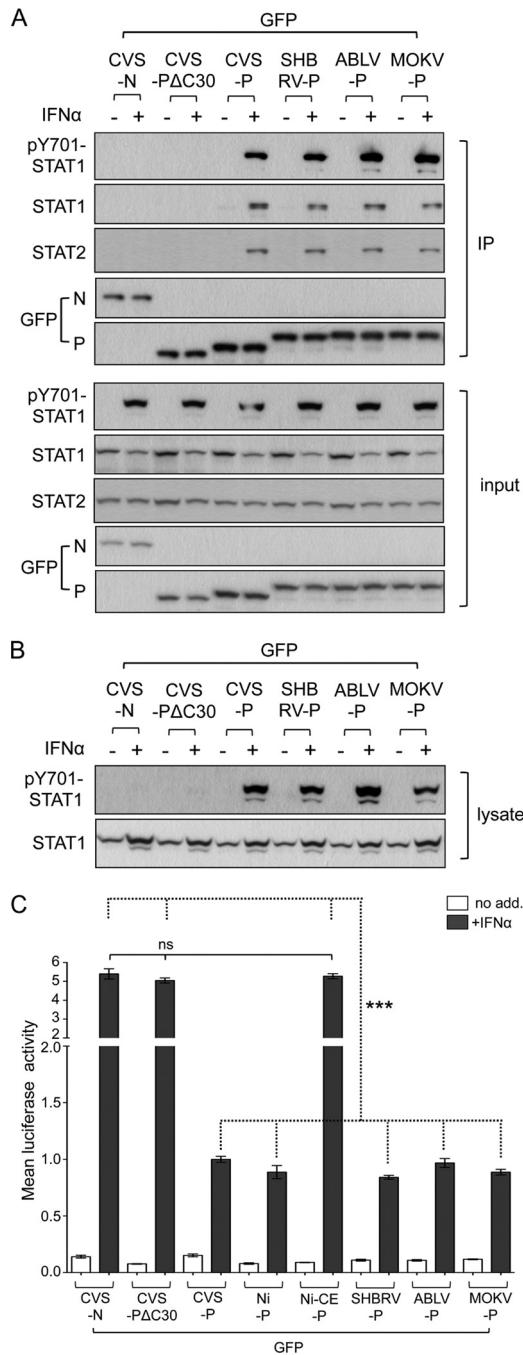 A
GFP
CVS CVS CVS SHB ABLV MOKV
-N -PΔC30 -P RV-P -P -P
IFNα - + - + - + - + - + - +
pY701-
STAT1
STAT1
STAT2
N
GFP
P
IP
pY701-
STAT1
STAT1
STAT2
N
GFP
P
input
B
GFP
CVS CVS CVS SHB ABLV MOKV
-N -PΔC30 -P RV-P -P -P
IFNα - + - + - + - + - + - +
pY701-
STAT1
STAT1
lysate
C
no add.
+IFNα
ns
***
Mean luciferase activity
6
5
4
3
2
2.0
1.5
1.0
0.5
0.0
CVS CVS CVS Ni Ni-CE SHBRV ABLV MOKV
-N -PΔC30 -P -P -P -P -P -P
GFP